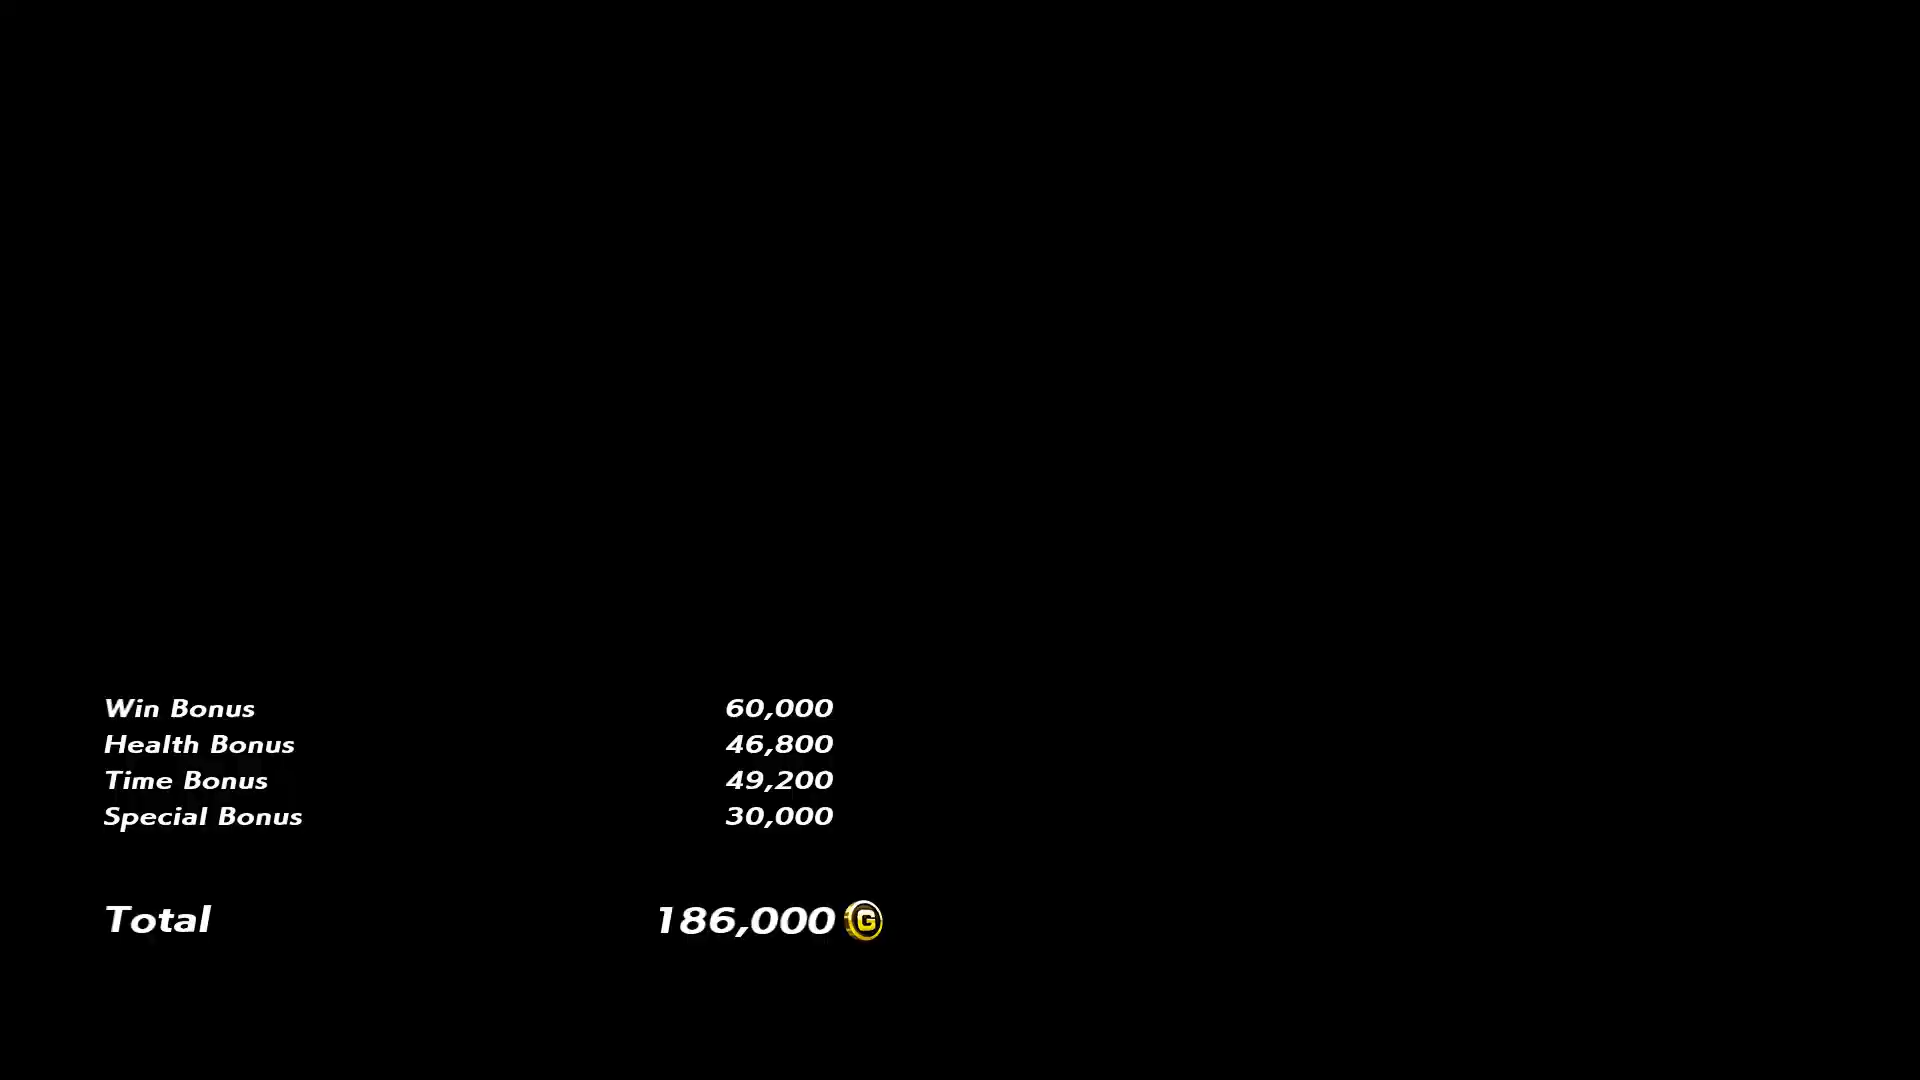 Win Bonus 60,000
Health Bonus 46,800
Time Bonus 49,200
Special Bonus 30,000
Total 186,000 G